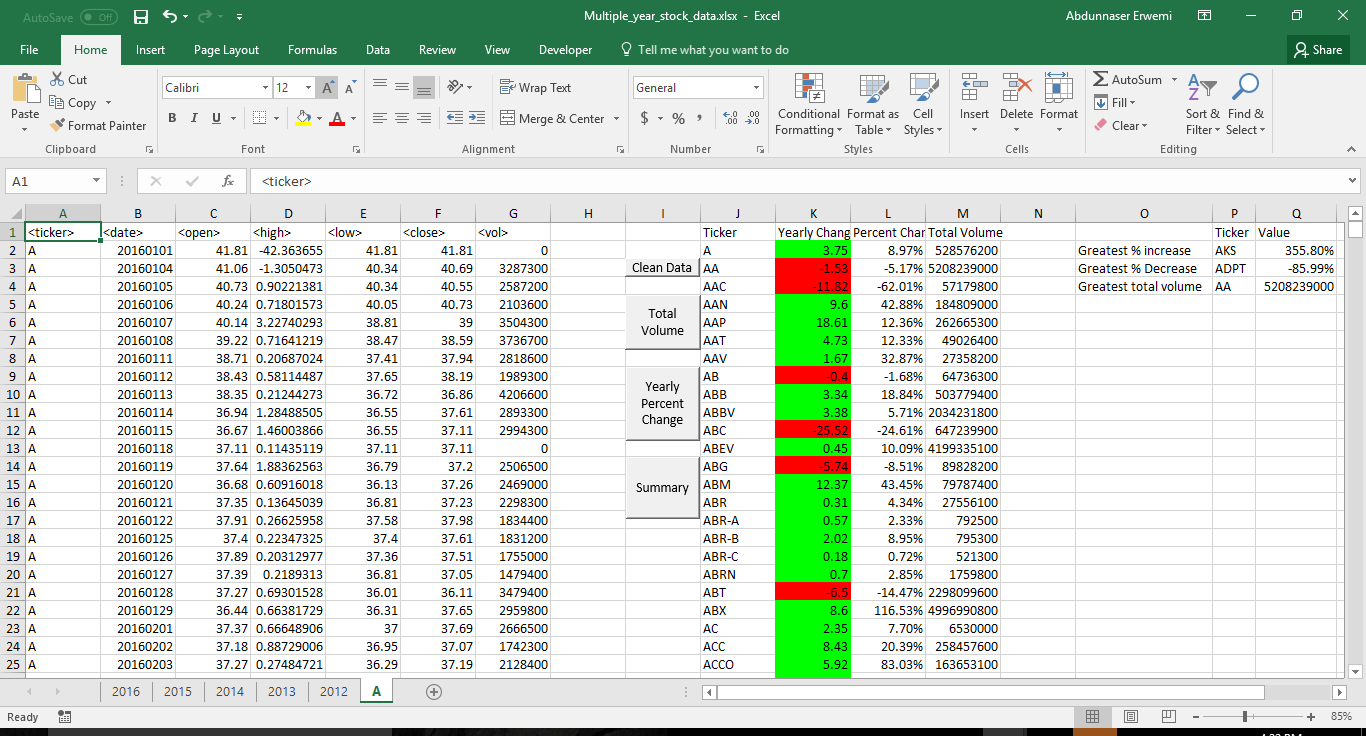 AutoSave Off Multiple_year_stock_data.xlsx - Excel Abdunnaser Erwemi
File Home Insert Page Layout Formulas Data Review View Developer Tell me what you want to do Share
Cut Calibri 12 A A Wrap Text General AutoSum
Paste Copy Conditional Format as Cell Insert Delete Format Fill Sort & Find &
Format Painter B I U A Merge & Center $ % , Formatting Table Styles Clear Filter Select
Clipboard Font Alignment Number Styles Cells Editing
A1 fx <ticker>
A B C D E F G H I J K L M N O P Q
1 <ticker> <date> <open> <high> <low> <close> <vol> Ticker Yearly Chang Percent Char Total Volume Ticker Value
2 A 20160101 41.81 -42.363655 41.81 41.81 0 A 3.75 8.97% 528576200 Greatest % increase AKS 355.80%
3 A 20160104 41.06 -1.3050473 40.34 40.69 3287300 Clean Data AA -1.53 -5.17% 5208239000 Greatest % Decrease ADPT -85.99%
4 A 20160105 40.73 0.90221381 40.34 40.55 2587200 AAC -11.82 -62.01% 57179800 Greatest total volume AA 5208239000
5 A 20160106 40.24 0.71801573 40.05 40.73 2103600 AAN 9.6 42.88% 184809000
6 A 20160107 40.14 3.22740293 38.81 39 3504300 Total AAP 18.61 12.36% 262665300
7 A 20160108 39.22 0.71641219 38.47 38.59 3736700 Volume AAT 4.73 12.33% 49026400
8 A 20160111 38.71 0.20687024 37.41 37.94 2818600 AAV 1.67 32.87% 27358200
9 A 20160112 38.43 0.58114487 37.65 38.19 1989300 AB -0.4 -1.68% 64736300
10 A 20160113 38.35 0.21244273 36.72 36.86 4206600 Yearly ABB 3.34 18.84% 503779400
11 A 20160114 36.94 1.28488505 36.55 37.61 2893300 Percent ABBV 3.38 5.71% 2034231800
12 A 20160115 36.67 1.46003866 36.55 37.11 2994300 Change ABC -25.52 -24.61% 647239900
13 A 20160118 37.11 0.11435119 37.11 37.11 0 ABEV 0.45 10.09% 4199335100
14 A 20160119 37.64 1.88362563 36.79 37.2 2506500 ABG -5.74 -8.51% 89828200
15 A 20160120 36.68 0.60916018 36.13 37.26 2469000 ABM 12.37 43.45% 79787400
16 A 20160121 37.35 0.13645039 36.81 37.23 2298300 Summary ABR 0.31 4.34% 27556100
17 A 20160122 37.91 0.26625958 37.58 37.98 1834400 ABR-A 0.57 2.33% 792500
18 A 20160125 37.4 0.22347325 37.4 37.61 1831200 ABR-B 2.02 8.95% 795300
19 A 20160126 37.89 0.20312977 37.36 37.51 1755000 ABR-C 0.18 0.72% 521300
20 A 20160127 37.39 0.2189313 36.81 37.05 1479400 ABRN 0.7 2.85% 1759800
21 A 20160128 37.27 0.69301528 36.01 36.11 3479400 ABT -6.5 -14.47% 2298099600
22 A 20160129 36.44 0.66381729 36.31 37.65 2959800 ABX 8.6 116.53% 4996990800
23 A 20160201 37.37 0.66648906 37 37.69 2666500 AC 2.35 7.70% 6530000
24 A 20160202 37.18 0.88729006 36.95 37.07 1742300 ACC 8.43 20.39% 258457600
25 A 20160203 37.27 0.27484721 36.29 37.19 2128400 ACCO 5.92 83.03% 163653100
2016 2015 2014 2013 2012 A
Ready 85%